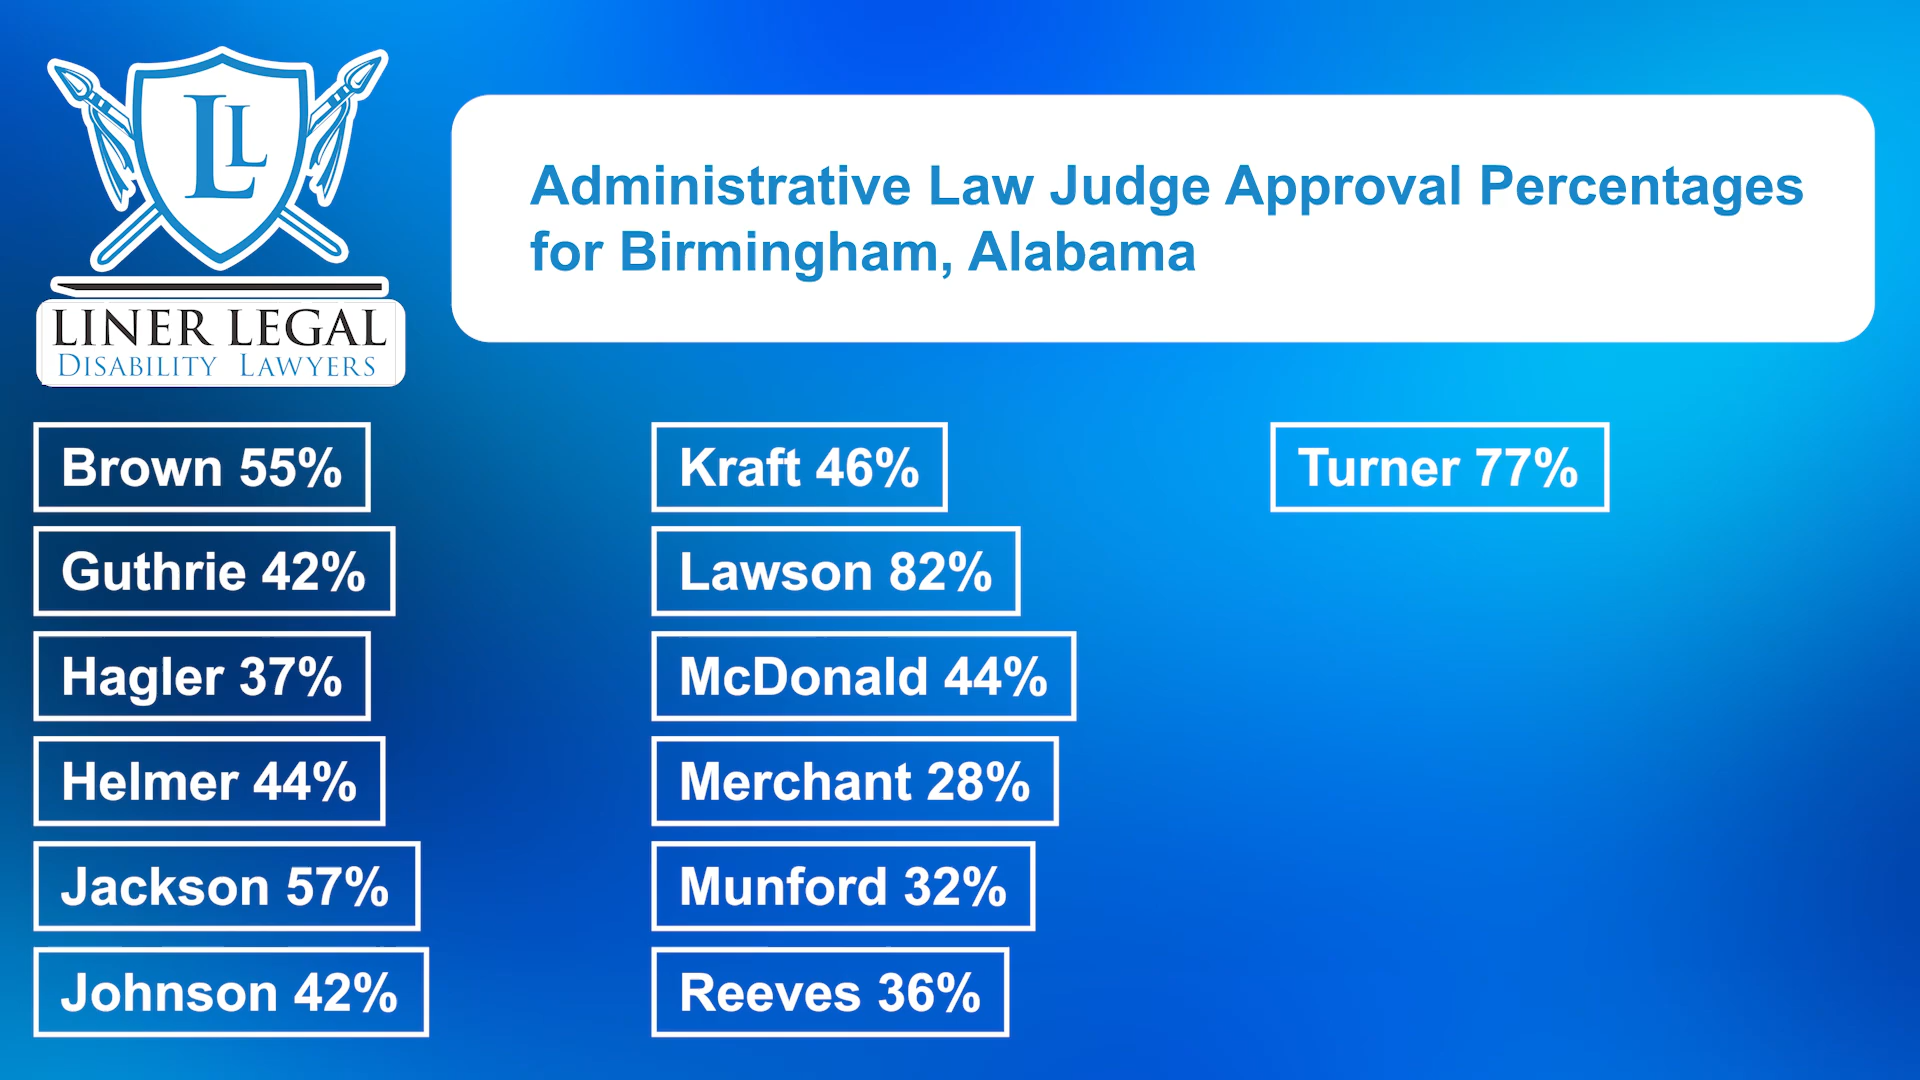 LL
LINER LEGAL
DISABILITY LAWYERS
Administrative Law Judge Approval Percentages
for Birmingham, Alabama
Brown 55%
Guthrie 42%
Hagler 37%
Helmer 44%
Jackson 57%
Johnson 42%
Kraft 46%
Lawson 82%
McDonald 44%
Merchant 28%
Munford 32%
Reeves 36%
Turner 77%